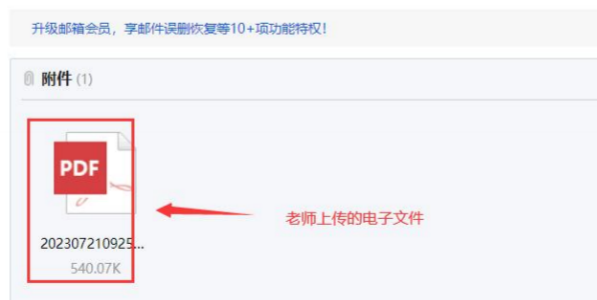 升级邮箱会员，享邮件误删恢复等10+项功能特权！
附件 (1)
PDF
老师上传的电子文件
202307210925...
540.07K